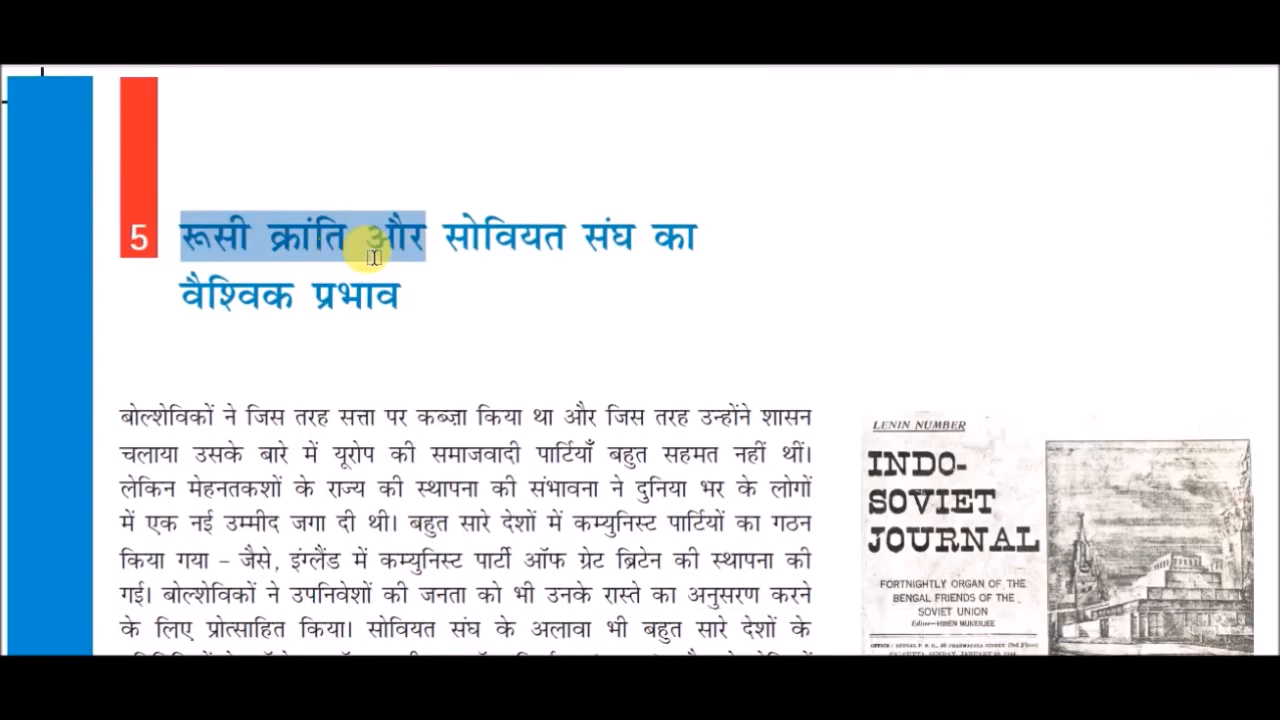 5
रूसी क्रांति और सोवियत संघ का
वैश्विक प्रभाव
बोल्शेविकों ने जिस तरह सत्ता पर कब्ज़ा किया था और जिस तरह उन्होंने शासन
चलाया उसके बारे में यूरोप की समाजवादी पार्टियाँ बहुत सहमत नहीं थीं।
लेकिन मेहनतकशों के राज्य की स्थापना की संभावना ने दुनिया भर के लोगों
में एक नई उम्मीद जगा दी थी। बहुत सारे देशों में कम्युनिस्ट पार्टियों का गठन
किया गया – जैसे, इंग्लैंड में कम्युनिस्ट पार्टी ऑफ ग्रेट ब्रिटेन की स्थापना की
गई। बोल्शेविकों ने उपनिवेशों की जनता को भी उनके रास्ते का अनुसरण करने
के लिए प्रोत्साहित किया। सोवियत संघ के अलावा भी बहुत सारे देशों के
LENIN NUMBER
INDO-
SOVIET
JOURNAL
FORTNIGHTLY ORGAN OF THE
BENGAL FRIENDS OF THE
SOVIET UNION
Editor—HIREN MUKERJEE